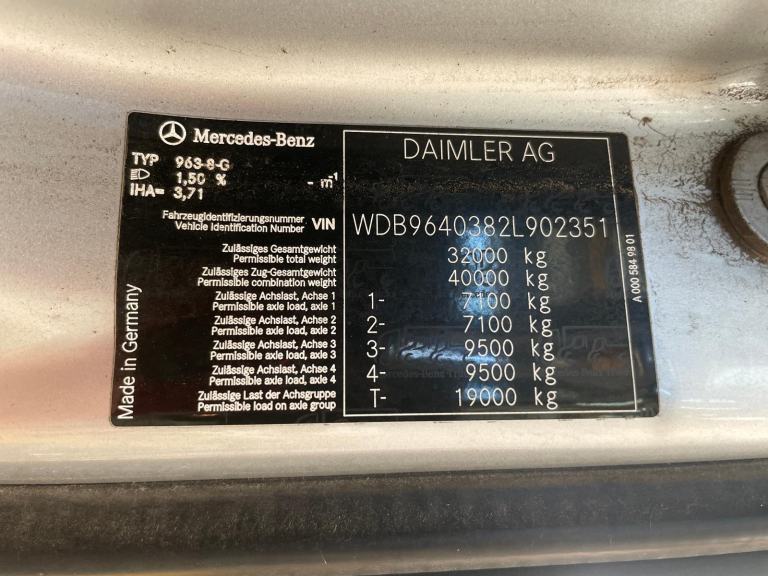 Mercedes-Benz
TYP 963-8-G
1,50 % - m⁻¹
IHA= 3,71
DAIMLER AG
Fahrzeugidentifizierungsnummer
Vehicle Identification Number VIN WDB9640382L902351
Zulässiges Gesamtgewicht
Permissible total weight 32000 kg
Zulässiges Zug-Gesamtgewicht
Permissible combination weight 40000 kg
Zulässige Achslast, Achse 1
Permissible axle load, axle 1 1- 7100 kg
Zulässige Achslast, Achse 2
Permissible axle load, axle 2 2- 7100 kg
Zulässige Achslast, Achse 3
Permissible axle load, axle 3 3- 9500 kg
Zulässige Achslast, Achse 4
Permissible axle load, axle 4 4- 9500 kg
Zulässige Last der Achsgruppe
Permissible load on axle group T- 19000 kg
Made in Germany
A 000 584 98 01